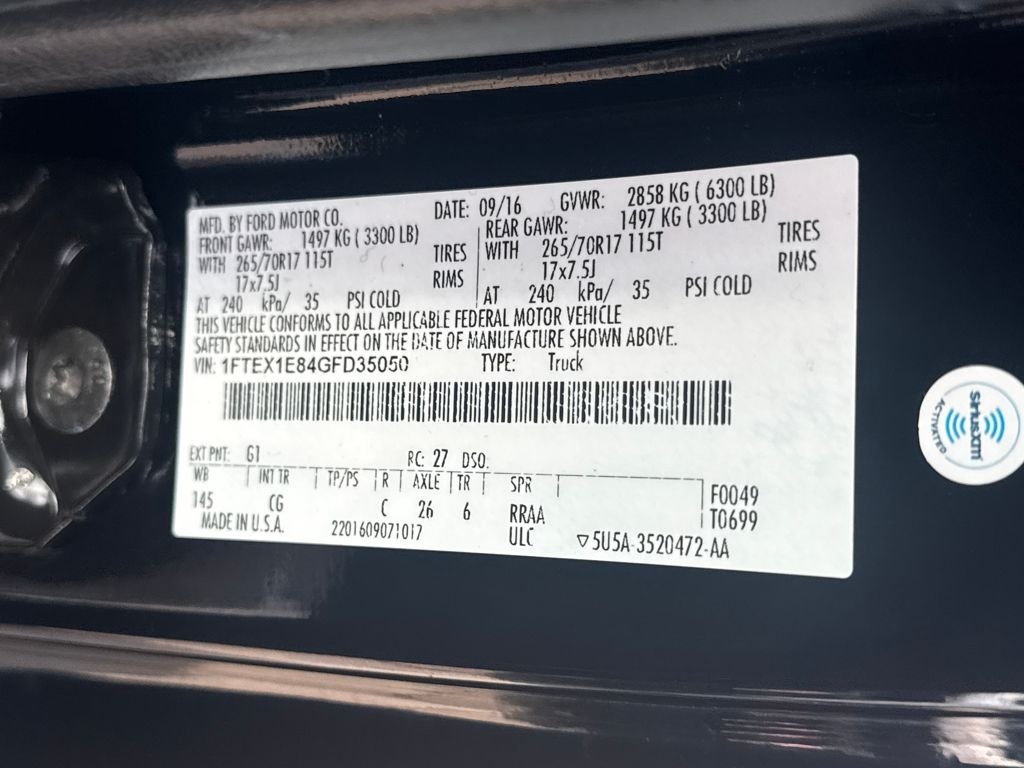 MFD. BY FORD MOTOR CO. DATE: 09/16 GVWR: 2858 KG ( 6300 LB)
FRONT GAWR: 1497 KG ( 3300 LB) REAR GAWR: 1497 KG ( 3300 LB)
WITH 265/70R17 115T TIRES WITH 265/70R17 115T TIRES
17x7.5J RIMS 17x7.5J RIMS
AT 240 kPa/ 35 PSI COLD AT 240 kPa/ 35 PSI COLD
THIS VEHICLE CONFORMS TO ALL APPLICABLE FEDERAL MOTOR VEHICLE
SAFETY STANDARDS IN EFFECT ON THE DATE OF MANUFACTURE SHOWN ABOVE.
VIN: 1FTEX1E84GFD35050 TYPE: Truck
EXT PNT: G1 RC: 27 DSO:
WB INT TR TP/PS R AXLE TR SPR
145 CG C 26 6 RRAA F0049
MADE IN U.S.A. 2201609071017 ULC T0699
▽5U5A-3520472-AA
SiriusXM
ACTIVATE